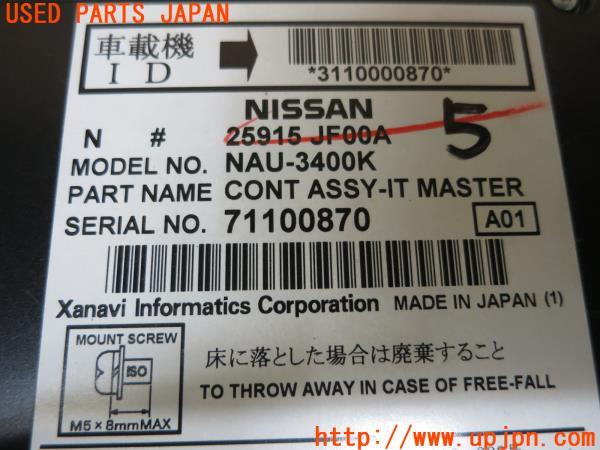 USED PARTS JAPAN
車載機
ID
*3110000870*
NISSAN
N # 25915 JF00A
5
MODEL NO. NAU-3400K
PART NAME CONT ASSY-IT MASTER
SERIAL NO. 71100870 A01
Xanavi Informatics Corporation MADE IN JAPAN (1)
MOUNT SCREW
ISO
M5×8mmMAX
床に落とした場合は廃棄すること
TO THROW AWAY IN CASE OF FREE-FALL
http://www.upjpn.com